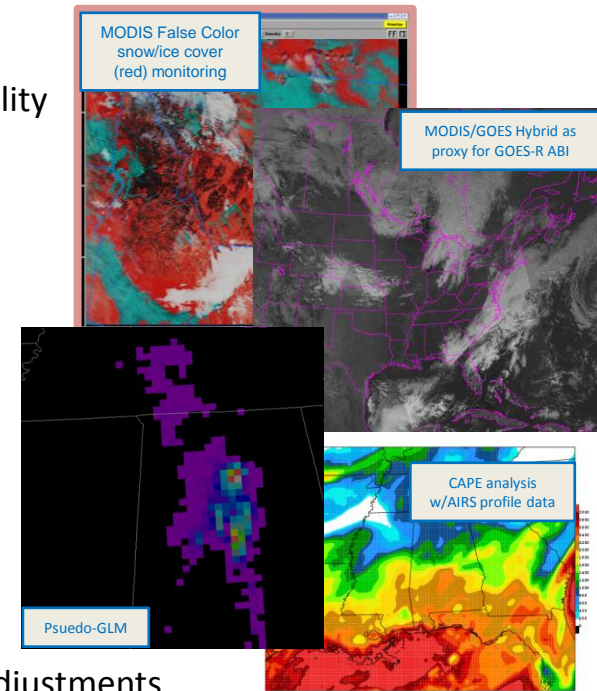 MODIS False Color
snow/ice cover
(red) monitoring
lity
MODIS/GOES Hybrid as
proxy for GOES-R ABI
CAPE analysis
w/AIRS profile data
Psuedo-GLM
djustments